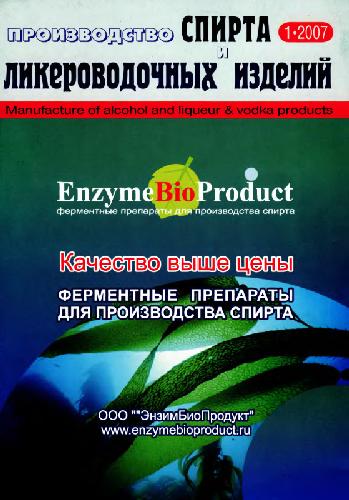 ПРОИЗВОДСТВО СПИРТА 1•2007
и
ЛИКЕРОВОДОЧНЫХ ИЗДЕЛИЙ
Manufacture of alcohol and liqueur & vodka products
EnzymeBioProduct
ферментные препараты для производства спирта
Качество выше цены
ФЕРМЕНТНЫЕ ПРЕПАРАТЫ
ДЛЯ ПРОИЗВОДСТВА СПИРТА
ООО ""ЭнзимБиоПродукт"
www.enzymebioproduct.ru